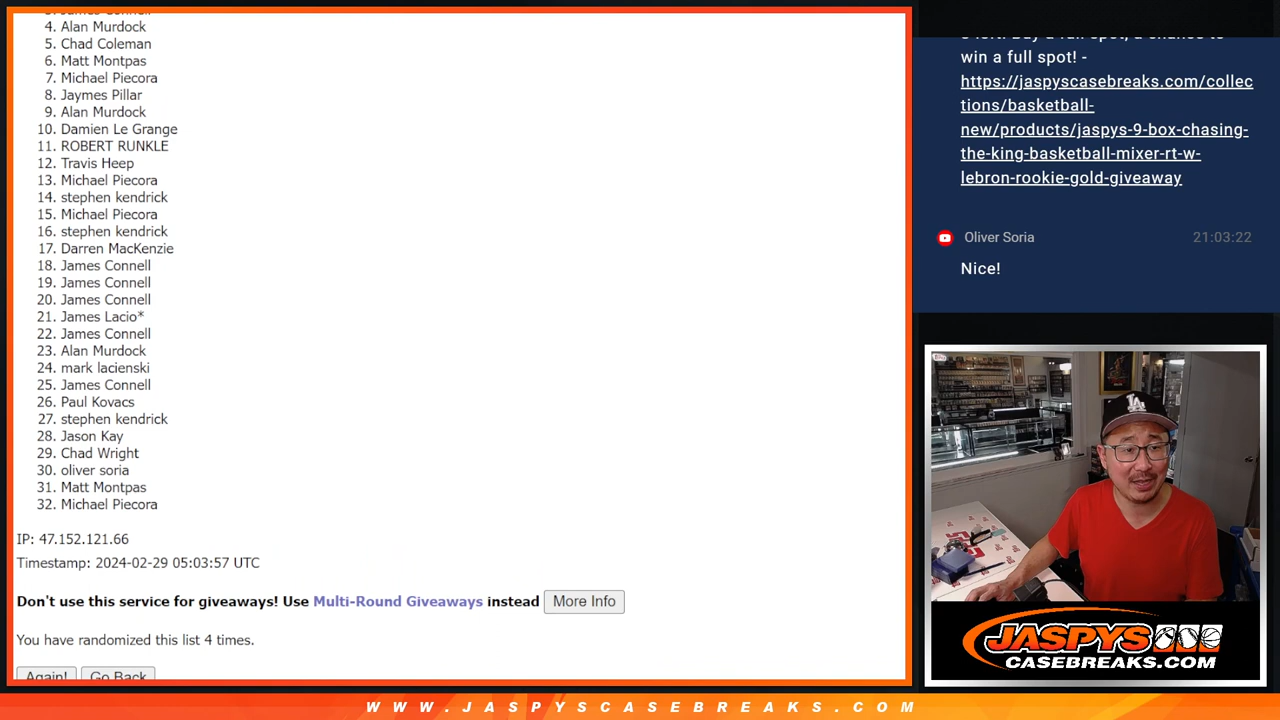 4. Alan Murdock
5. Chad Coleman
6. Matt Montpas
7. Michael Piecora
8. Jaymes Pillar
9. Alan Murdock
10. Damien Le Grange
11. ROBERT RUNKLE
12. Travis Heep
13. Michael Piecora
14. stephen kendrick
15. Michael Piecora
16. stephen kendrick
17. Darren MacKenzie
18. James Connell
19. James Connell
20. James Connell
21. James Lacio*
22. James Connell
23. Alan Murdock
24. mark lacienski
25. James Connell
26. Paul Kovacs
27. stephen kendrick
28. Jason Kay
29. Chad Wright
30. oliver soria
31. Matt Montpas
32. Michael Piecora
IP: 47.152.121.66
Timestamp: 2024-02-29 05:03:57 UTC
Don't use this service for giveaways! Use Multi-Round Giveaways instead More Info
You have randomized this list 4 times.
Again! Go Back
win a full spot! -
https://jaspyscasebreaks.com/collec
tions/basketball-
new/products/jaspys-9-box-chasing-
the-king-basketball-mixer-rt-w-
lebron-rookie-gold-giveaway
Oliver Soria 21:03:22
Nice!
LA
JASPYS
CASEBREAKS.COM
WWW.JASPYSCASEBREAKS.COM